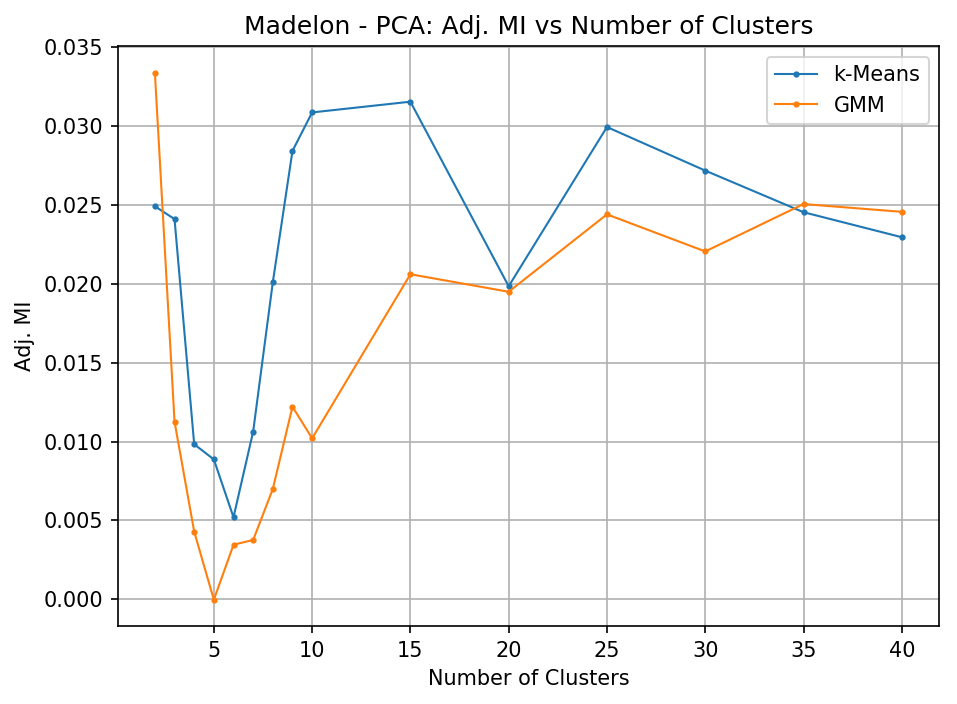 Madelon - PCA: Adj. MI vs Number of Clusters
k-Means
GMM
Adj. MI
0.035
0.030
0.025
0.020
0.015
0.010
0.005
0.000
5 10 15 20 25 30 35 40
Number of Clusters